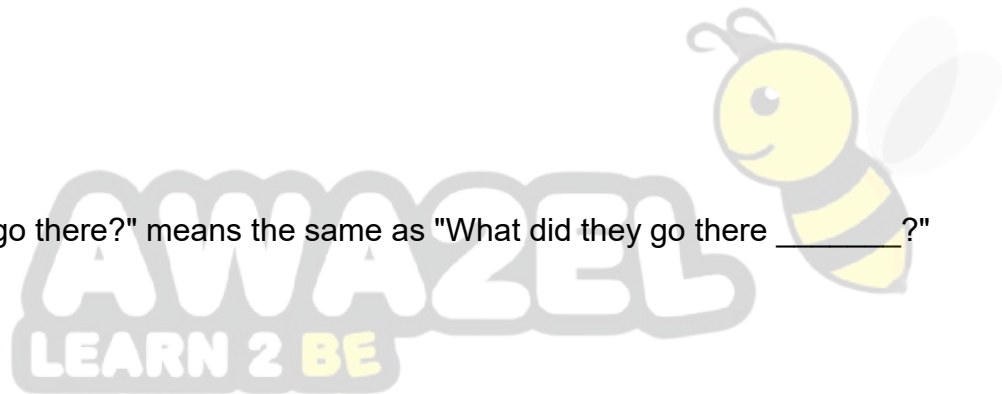 go there?" means the same as "What did they go there _______?"
AWA2EL
LEARN 2 BE